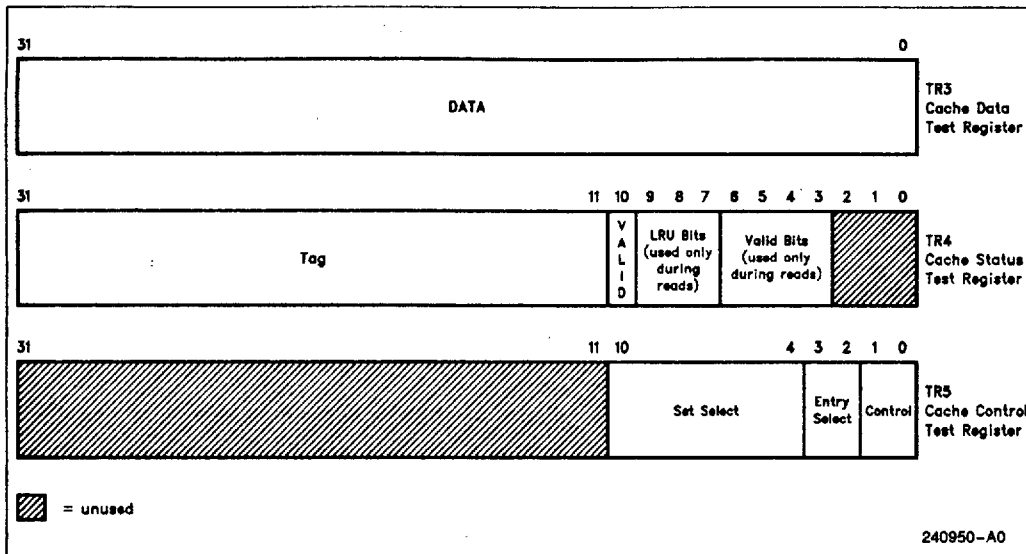 31 0
DATA
TR3
Cache Data
Test Register
31 11 10 9 8 7 6 5 4 3 2 1 0
Tag
VALID
LRU Bits
(used only
during
reads)
Valid Bits
(used only
during reads)
TR4
Cache Status
Test Register
31 11 10 4 3 2 1 0
Set Select
Entry
Select
Control
TR5
Cache Control
Test Register
= unused
240950-A0